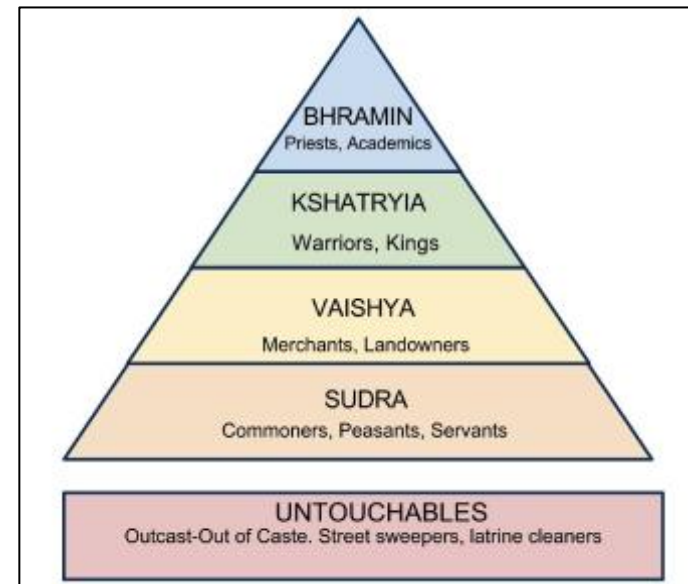 BHRAMIN
Priests, Academics
KSHATRYIA
Warriors, Kings
VAISHYA
Merchants, Landowners
SUDRA
Commoners, Peasants, Servants
UNTOUCHABLES
Outcast-Out of Caste. Street sweepers, latrine cleaners